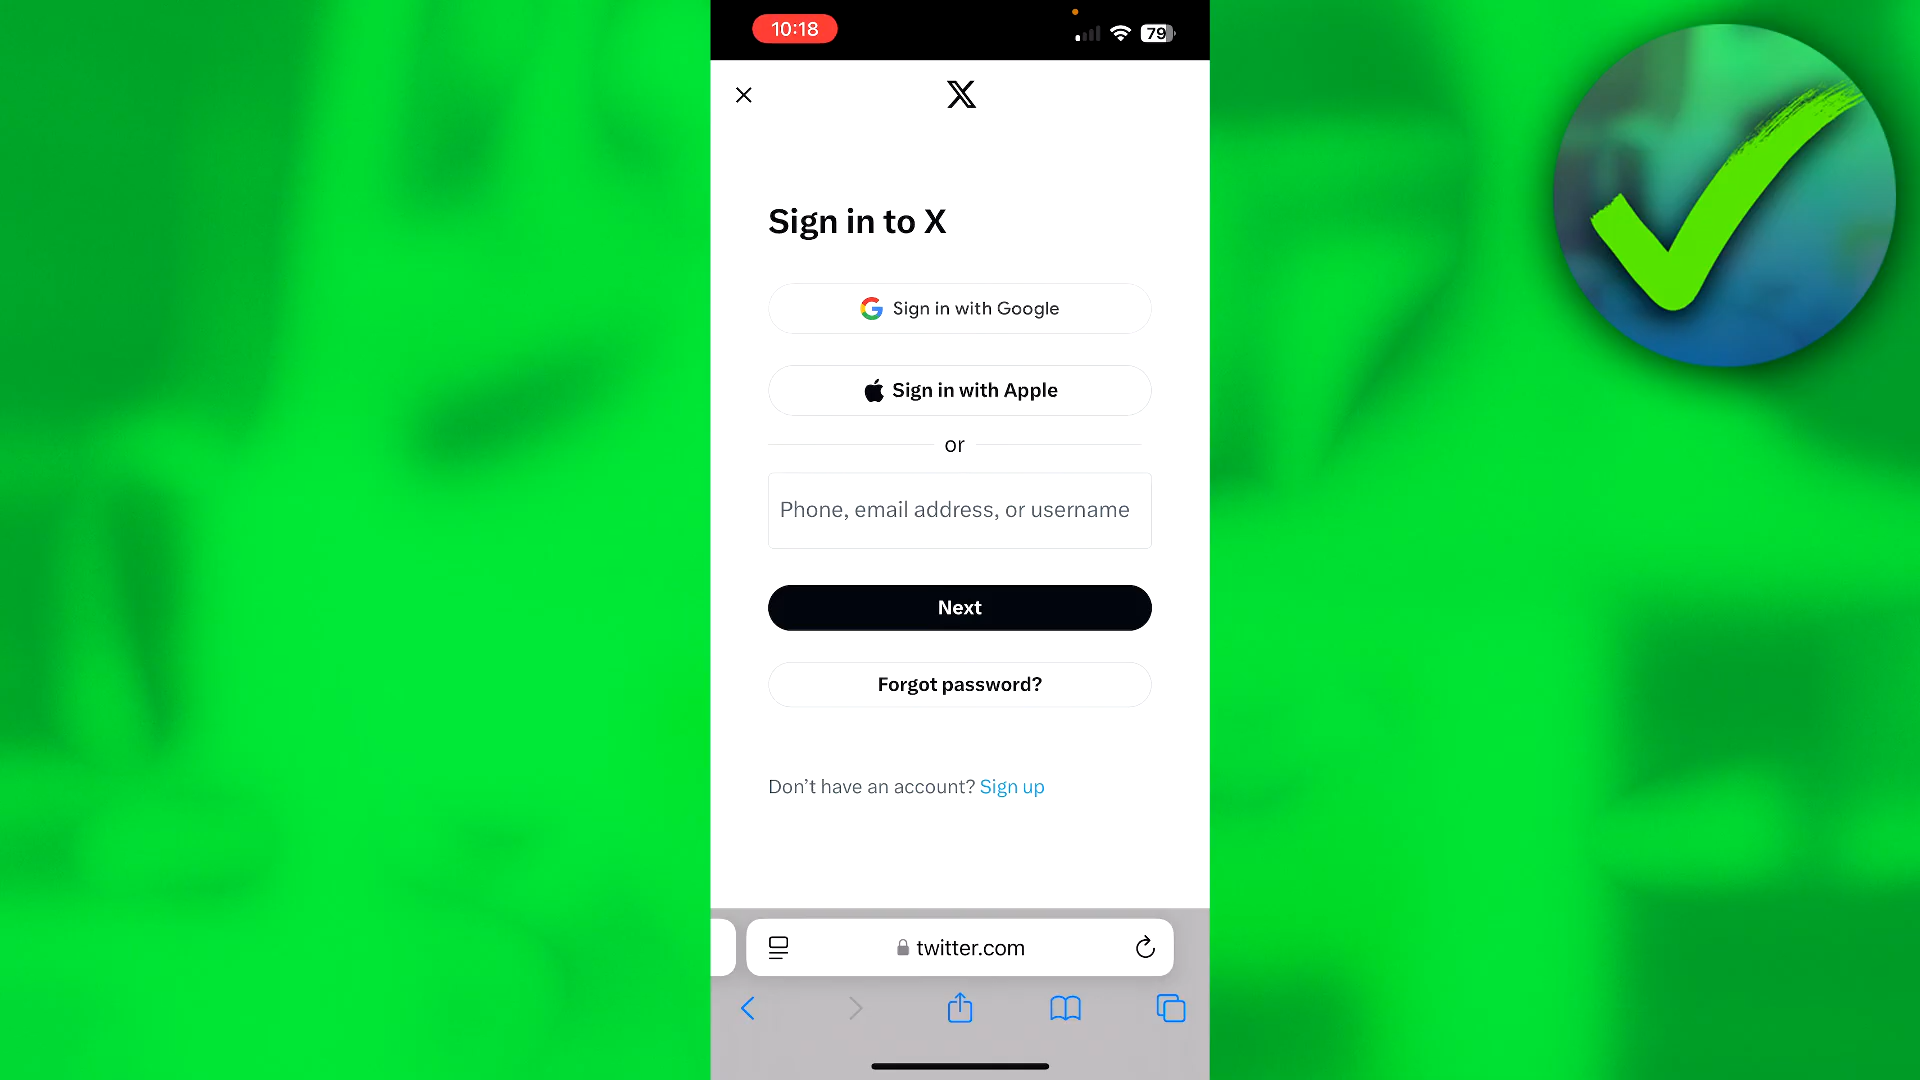 10:18
79
Sign in to X
Sign in with Google
Sign in with Apple
or
Phone, email address, or username
Next
Forgot password?
Don’t have an account? Sign up
twitter.com